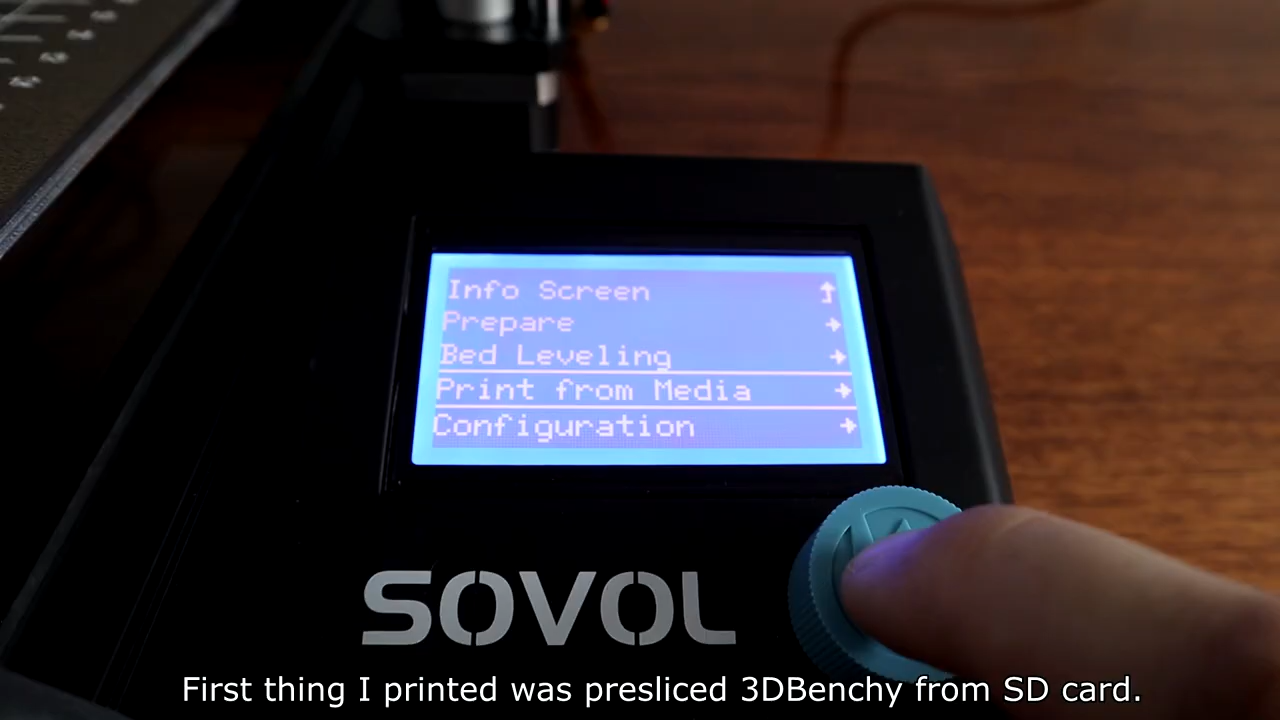 Info Screen
Prepare
Bed Leveling
Print from Media
Configuration
SOVOL
First thing I printed was presliced 3DBenchy from SD card.